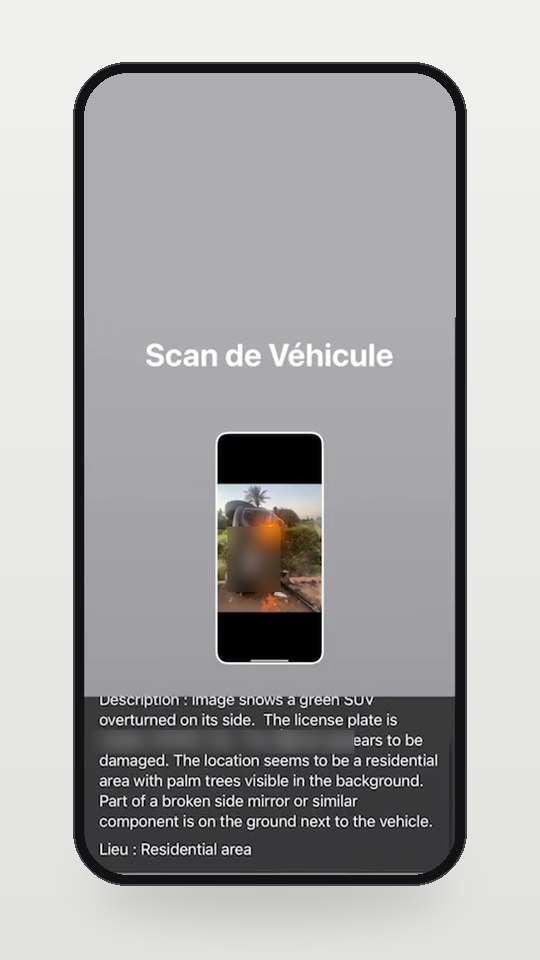 Scan de Véhicule
Description : Image shows a green SUV
overturned on its side. The license plate is
to be
damaged. The location seems to be a residential
area with palm trees visible in the background.
Part of a broken side mirror or similar
component is on the ground next to the vehicle.
Lieu : Residential area